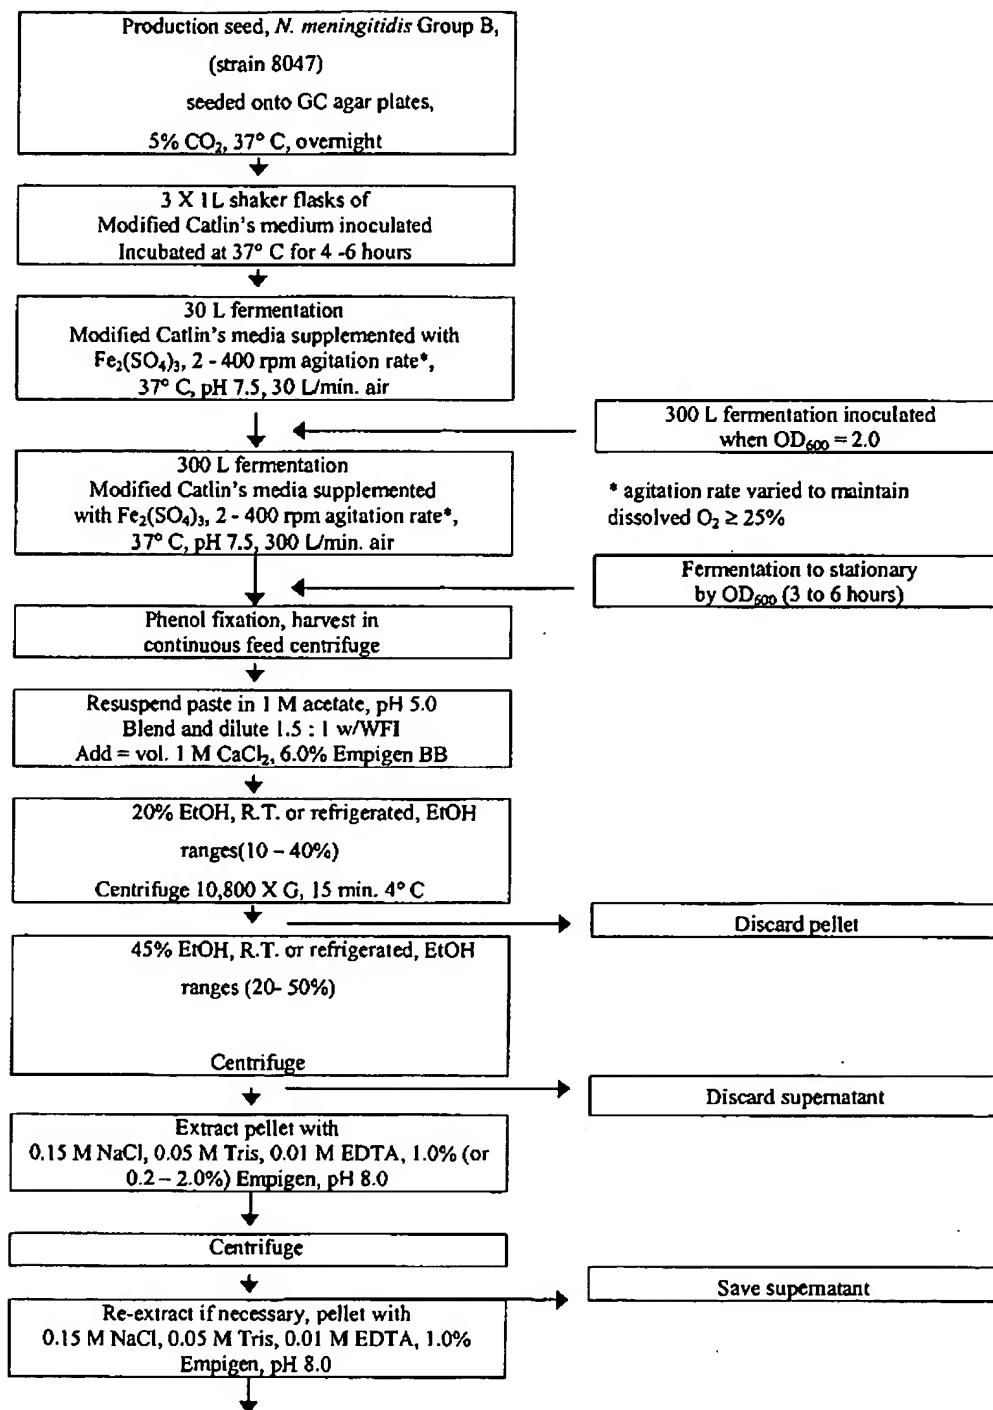 Production seed, N. meningitidis Group B,
(strain 8047)
seeded onto GC agar plates,
5% CO₂, 37° C, overnight
3 X 1L shaker flasks of
Modified Catlin's medium inoculated
Incubated at 37° C for 4 -6 hours
30 L fermentation
Modified Catlin's media supplemented with
Fe₂(SO₄)₃, 2 - 400 rpm agitation rate*,
37° C, pH 7.5, 30 L/min. air
300 L fermentation inoculated
when OD₆₀₀ = 2.0
300 L fermentation
Modified Catlin's media supplemented
with Fe₂(SO₄)₃, 2 - 400 rpm agitation rate*,
37° C, pH 7.5, 300 L/min. air
* agitation rate varied to maintain
dissolved O₂ ≥ 25%
Fermentation to stationary
by OD₆₀₀ (3 to 6 hours)
Phenol fixation, harvest in
continuous feed centrifuge
Resuspend paste in 1 M acetate, pH 5.0
Blend and dilute 1.5 : 1 w/WFI
Add = vol. 1 M CaCl₂, 6.0% Empigen BB
20% EtOH, R.T. or refrigerated, EtOH
ranges(10 – 40%)
Centrifuge 10,800 X G, 15 min. 4° C
Discard pellet
45% EtOH, R.T. or refrigerated, EtOH
ranges (20- 50%)
Centrifuge
Discard supernatant
Extract pellet with
0.15 M NaCl, 0.05 M Tris, 0.01 M EDTA, 1.0% (or
0.2 – 2.0%) Empigen, pH 8.0
Centrifuge
Save supernatant
Re-extract if necessary, pellet with
0.15 M NaCl, 0.05 M Tris, 0.01 M EDTA, 1.0%
Empigen, pH 8.0